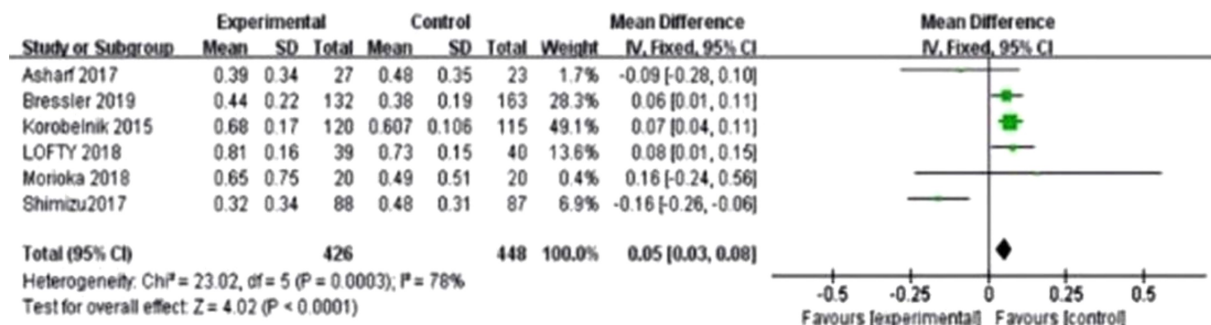 Experimental Control Mean Difference Mean Difference
Study or Subgroup Mean SD Total Mean SD Total Weight IV, Fixed, 95% CI IV, Fixed, 95% CI
Asharf 2017 0.39 0.34 27 0.48 0.35 23 1.7% -0.09 [-0.28, 0.10]
Bressler 2019 0.44 0.22 132 0.38 0.19 163 28.3% 0.06 [0.01, 0.11]
Korobelnik 2015 0.68 0.17 120 0.607 0.106 115 49.1% 0.07 [0.04, 0.11]
LOFTY 2018 0.81 0.16 39 0.73 0.15 40 13.6% 0.08 [0.01, 0.15]
Morioka 2018 0.65 0.75 20 0.49 0.51 20 0.4% 0.16 [-0.24, 0.56]
Shimizu2017 0.32 0.34 88 0.48 0.31 87 6.9% -0.16 [-0.26, -0.06]
Total (95% CI) 426 448 100.0% 0.05 [0.03, 0.08]
Heterogeneity: Chi² = 23.02, df = 5 (P = 0.0003); I² = 78%
Test for overall effect: Z = 4.02 (P < 0.0001)
-0.5 -0.25 0 0.25 0.5
Favours [experimental] Favours [control]